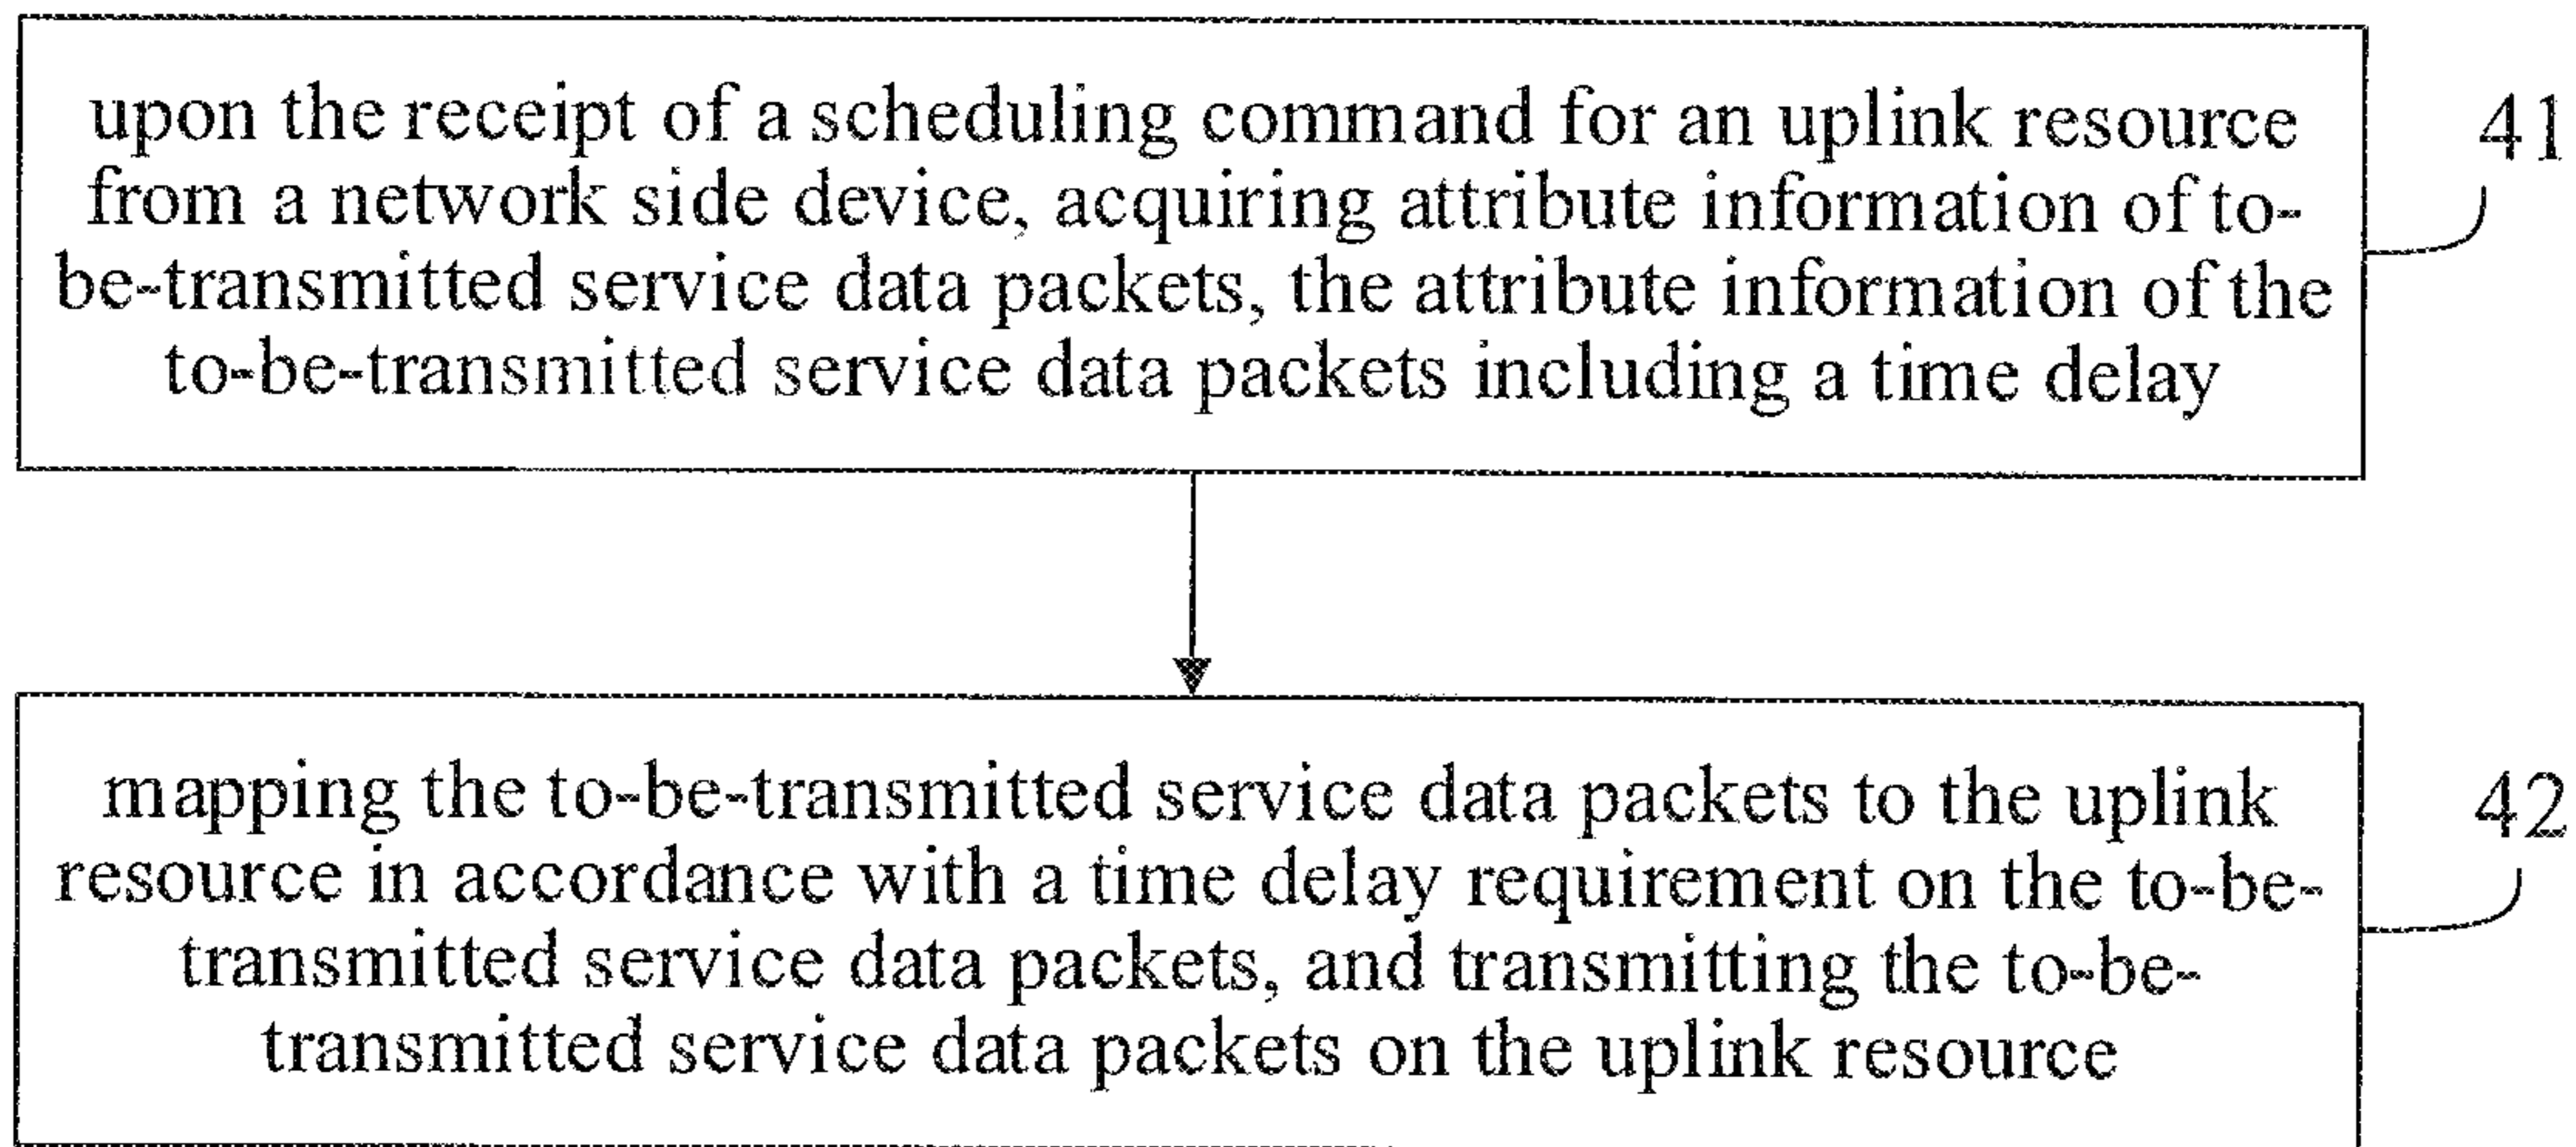 upon the receipt of a scheduling command for an uplink resource
from a network side device, acquiring attribute information of to-
be-transmitted service data packets, the attribute information of the
to-be-transmitted service data packets including a time delay
41
mapping the to-be-transmitted service data packets to the uplink
resource in accordance with a time delay requirement on the to-be-
transmitted service data packets, and transmitting the to-be-
transmitted service data packets on the uplink resource
42